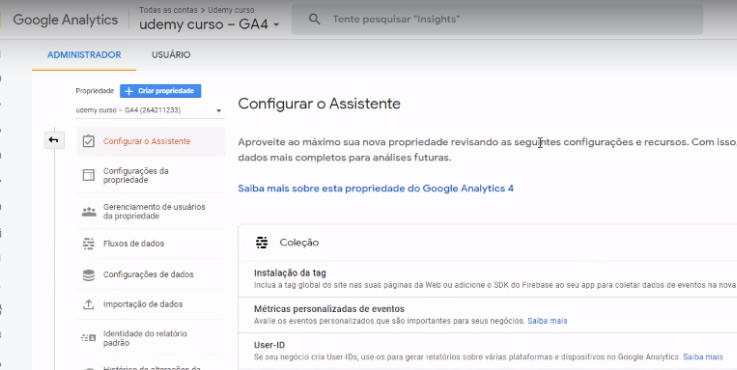 Google Analytics
Todas as contas > Udemy curso
udemy curso – GA4
Tente pesquisar "Insights"
ADMINISTRADOR
USUÁRIO
Propriedade
+ Criar propriedade
udemy curso – GA4 (264211233)
Configurar o Assistente
Configurações da
propriedade
Gerenciamento de usuários
da propriedade
Fluxos de dados
Configurações de dados
Importação de dados
Identidade do relatório
padrão
Histórico de alterações da
Configurar o Assistente
Aproveite ao máximo sua nova propriedade revisando as seguintes configurações e recursos. Com isso,
dados mais completos para análises futuras.
Saiba mais sobre esta propriedade do Google Analytics 4
Coleção
Instalação da tag
Inclua a tag global do site nas suas páginas da Web ou adicione o SDK do Firebase ao seu app para coletar dados de eventos na nova
Métricas personalizadas de eventos
Avalie os eventos personalizados que são importantes para seus negócios. Saiba mais
User-ID
Se seu negócio cria User-IDs, use-os para gerar relatórios sobre várias plataformas e dispositivos no Google Analytics. Saiba mais